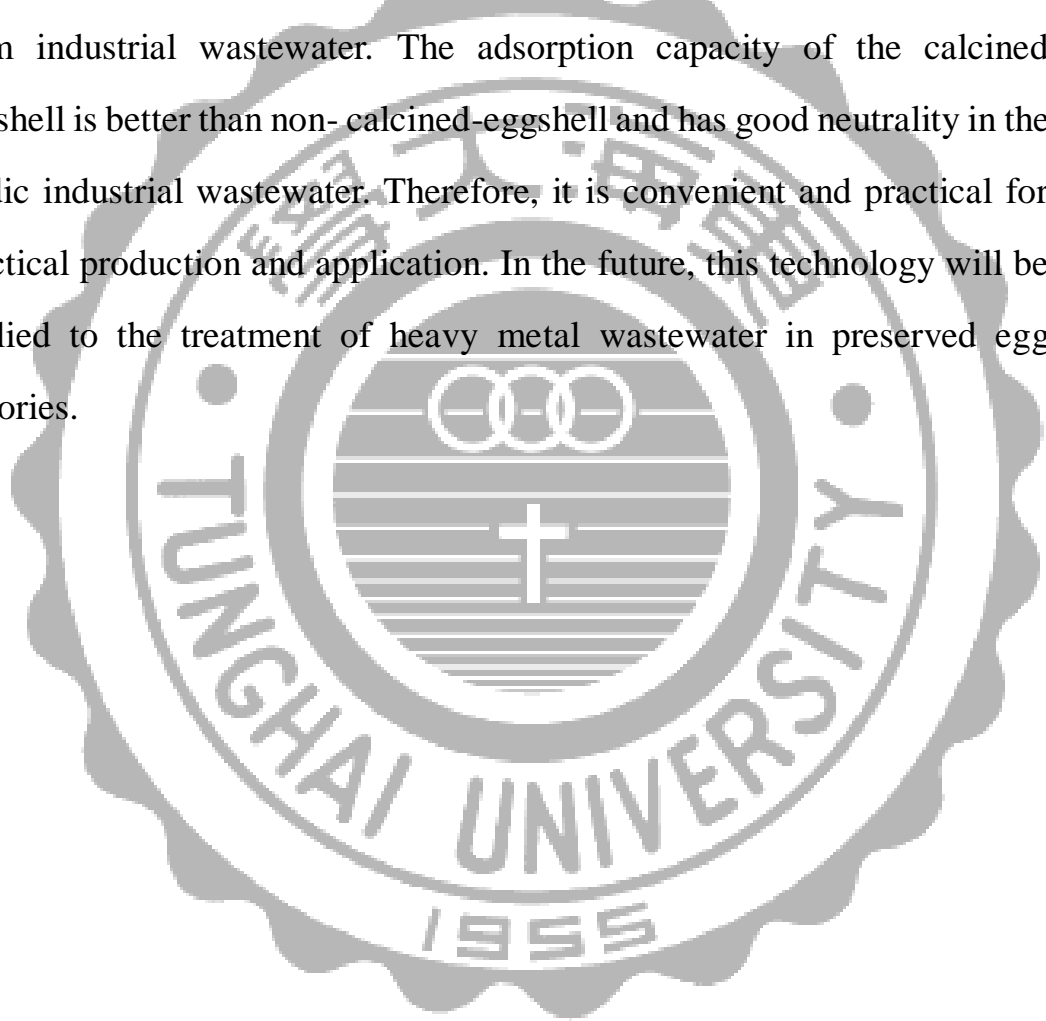 m industrial wastewater. The adsorption capacity of the calcined
shell is better than non- calcined-eggshell and has good neutrality in the
dic industrial wastewater. Therefore, it is convenient and practical for
ctical production and application. In the future, this technology will be
lied to the treatment of heavy metal wastewater in preserved egg
ories.
TUNGHAI UNIVERSITY
1955